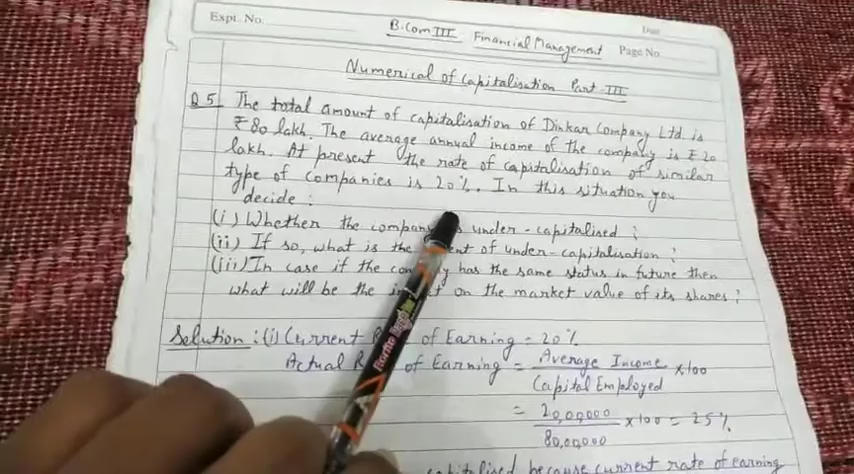 Expt. No.
Date
B.Com III Financial Management
Page No.
Numerical of Capitalisation Part-III
Q 5 The total amount of capitalisation of Dinkar Company Ltd. is
₹80 lakh. The average annual income of the company is ₹20
lakh. At present the rate of capitalisation of similar
type of companies is 20%. In this situation you
decide:
(i) Whether the company under-capitalised ?
(ii) If so, what is the of under-capitalisation ?
(iii) In case if the has the same status in future then
what will be the on the market value of its shares ?
Solution: (i) Current of Earning = 20%
Actual of Earning = Average Income / Capital Employed × 100
= 20,00,000 / 80,00,000 × 100 = 25%
because current rate of earning